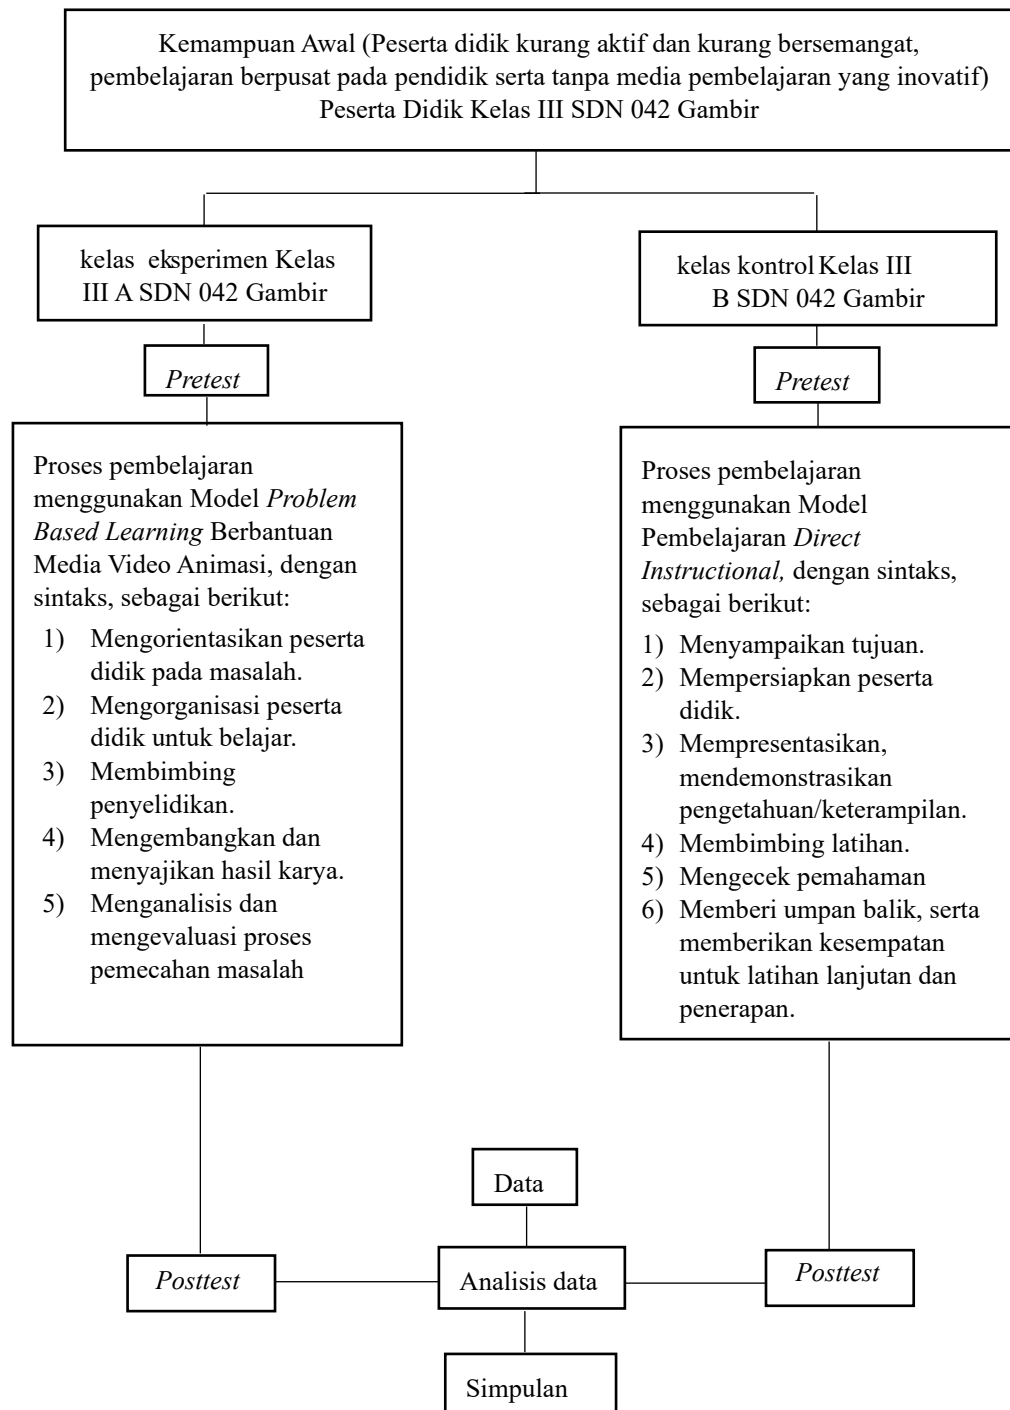 Kemampuan Awal (Peserta didik kurang aktif dan kurang bersemangat,
pembelajaran berpusat pada pendidik serta tanpa media pembelajaran yang inovatif)
Peserta Didik Kelas III SDN 042 Gambir
kelas eksperimen Kelas
III A SDN 042 Gambir
kelas kontrol Kelas III
B SDN 042 Gambir
Pretest
Pretest
Proses pembelajaran
menggunakan Model Problem
Based Learning Berbantuan
Media Video Animasi, dengan
sintaks, sebagai berikut:
1) Mengorientasikan peserta
didik pada masalah.
2) Mengorganisasi peserta
didik untuk belajar.
3) Membimbing
penyelidikan.
4) Mengembangkan dan
menyajikan hasil karya.
5) Menganalisis dan
mengevaluasi proses
pemecahan masalah
Proses pembelajaran
menggunakan Model
Pembelajaran Direct
Instructional, dengan sintaks,
sebagai berikut:
1) Menyampaikan tujuan.
2) Mempersiapkan peserta
didik.
3) Mempresentasikan,
mendemonstrasikan
pengetahuan/keterampilan.
4) Membimbing latihan.
5) Mengecek pemahaman
6) Memberi umpan balik, serta
memberikan kesempatan
untuk latihan lanjutan dan
penerapan.
Data
Posttest
Analisis data
Posttest
Simpulan